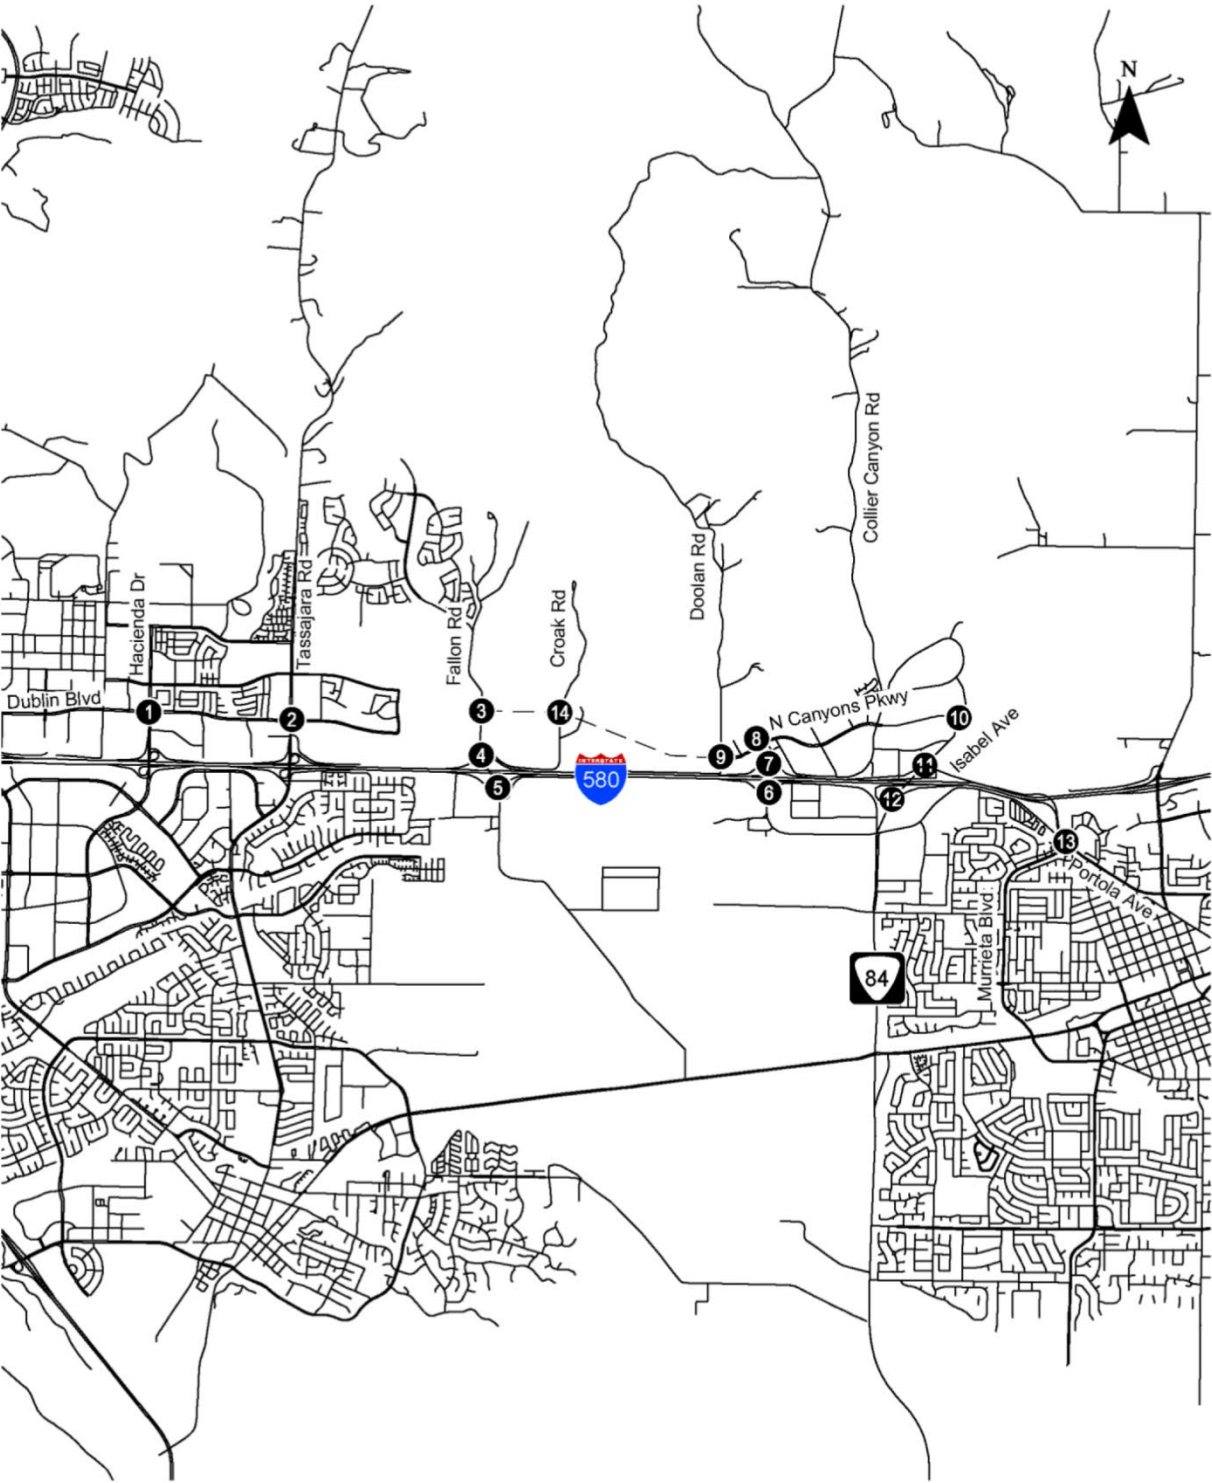 N
Collier Canyon Rd
Doolan Rd
Hacienda Dr
Tassajara Rd
Fallon Rd
Croak Rd
Dublin Blvd
N Canyons Pkwy
Isabel Ave
1
2
3
14
4
5
INTERSTATE
580
9
8
7
6
10
11
12
13
Portola Ave
Murrieta Blvd
84